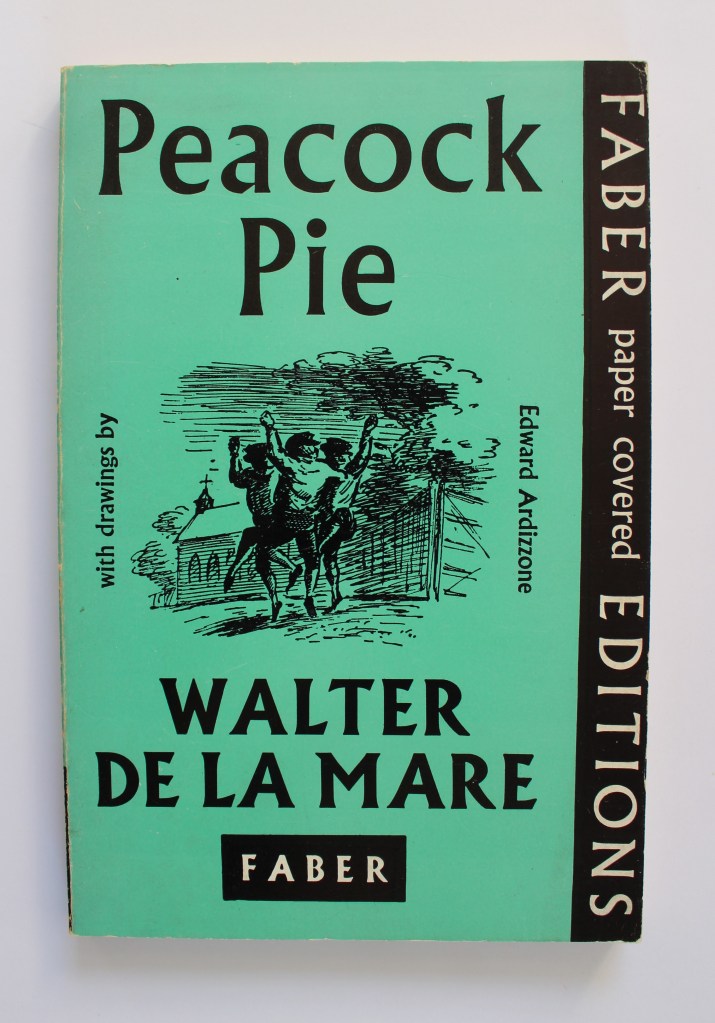 Peacock
Pie
with drawings by
Edward Ardizzone
WALTER
DE LA MARE
FABER
FABER paper covered EDITIONS